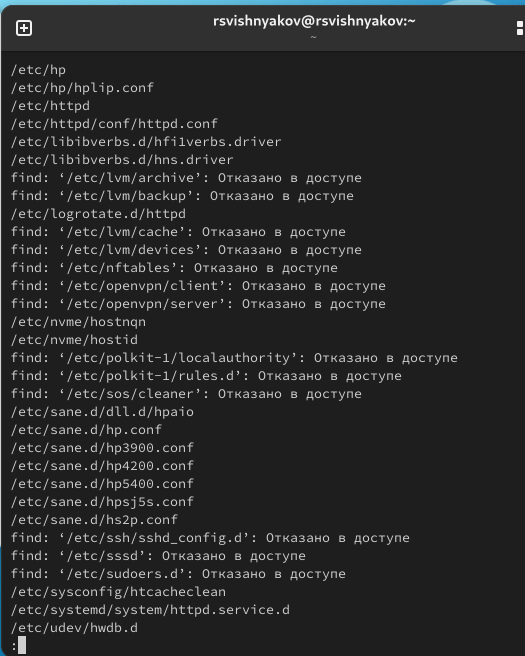 rsvishnyakov@rsvishnyakov:~
~
/etc/hp
/etc/hp/hplip.conf
/etc/httpd
/etc/httpd/conf/httpd.conf
/etc/libibverbs.d/hfi1verbs.driver
/etc/libibverbs.d/hns.driver
find: ‘/etc/lvm/archive’: Отказано в доступе
find: ‘/etc/lvm/backup’: Отказано в доступе
/etc/logrotate.d/httpd
find: ‘/etc/lvm/cache’: Отказано в доступе
find: ‘/etc/lvm/devices’: Отказано в доступе
find: ‘/etc/nftables’: Отказано в доступе
find: ‘/etc/openvpn/client’: Отказано в доступе
find: ‘/etc/openvpn/server’: Отказано в доступе
/etc/nvme/hostnqn
/etc/nvme/hostid
find: ‘/etc/polkit-1/localauthority’: Отказано в доступе
find: ‘/etc/polkit-1/rules.d’: Отказано в доступе
find: ‘/etc/sos/cleaner’: Отказано в доступе
/etc/sane.d/dll.d/hpaio
/etc/sane.d/hp.conf
/etc/sane.d/hp3900.conf
/etc/sane.d/hp4200.conf
/etc/sane.d/hp5400.conf
/etc/sane.d/hpsj5s.conf
/etc/sane.d/hs2p.conf
find: ‘/etc/ssh/sshd_config.d’: Отказано в доступе
find: ‘/etc/sssd’: Отказано в доступе
find: ‘/etc/sudoers.d’: Отказано в доступе
/etc/sysconfig/htcacheclean
/etc/systemd/system/httpd.service.d
/etc/udev/hwdb.d
: